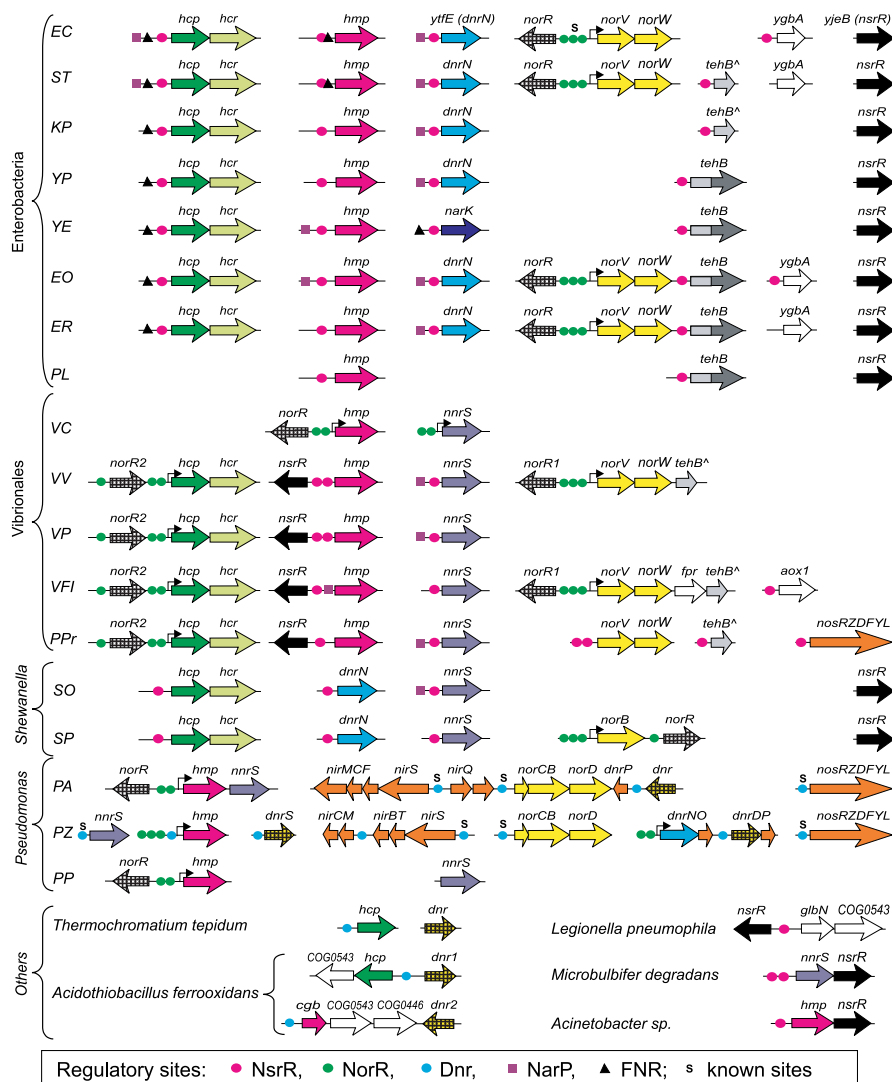 Enterobacteria
EC hcp hcr hmp ytfE (dnrN) norR s norV norW ygbA yjeB (nsrR)
ST hcp hcr hmp dnrN norR norV norW tehB^ ygbA nsrR
KP hcp hcr hmp dnrN tehB^ nsrR
YP hcp hcr hmp dnrN tehB nsrR
YE hcp hcr hmp narK tehB nsrR
EO hcp hcr hmp dnrN norR norV norW tehB ygbA nsrR
ER hcp hcr hmp dnrN norR norV norW tehB ygbA nsrR
PL hmp tehB nsrR
Vibrionales
VC norR hmp nnrS
VV norR2 hcp hcr nsrR hmp nnrS norR1 norV norW tehB^
VP norR2 hcp hcr nsrR hmp nnrS
VFI norR2 hcp hcr nsrR hmp nnrS norR1 norV norW fpr tehB^ aox1
PPr norR2 hcp hcr nsrR hmp nnrS norV norW tehB^ nosRZDFYL
Shewanella
SO hcp hcr dnrN nnrS nsrR
SP hcp hcr dnrN nnrS norB norR nsrR
Pseudomonas
PA norR hmp nnrS nirMCF nirS s nirQ s norCB norD dnrP dnr s nosRZDFYL
PZ s nnrS hmp dnrS nirCM nirBT nirS s s norCB norD dnrNO dnrDP s nosRZDFYL
PP norR hmp nnrS
Others
Thermochromatium tepidum hcp dnr Legionella pneumophila nsrR glbN COG0543
Acidothiobacillus ferrooxidans COG0543 hcp dnr1 Microbulbifer degradans nnrS nsrR
cgb COG0543 COG0446 dnr2 Acinetobacter sp. hmp nsrR
Regulatory sites: NsrR, NorR, Dnr, NarP, FNR; s known sites